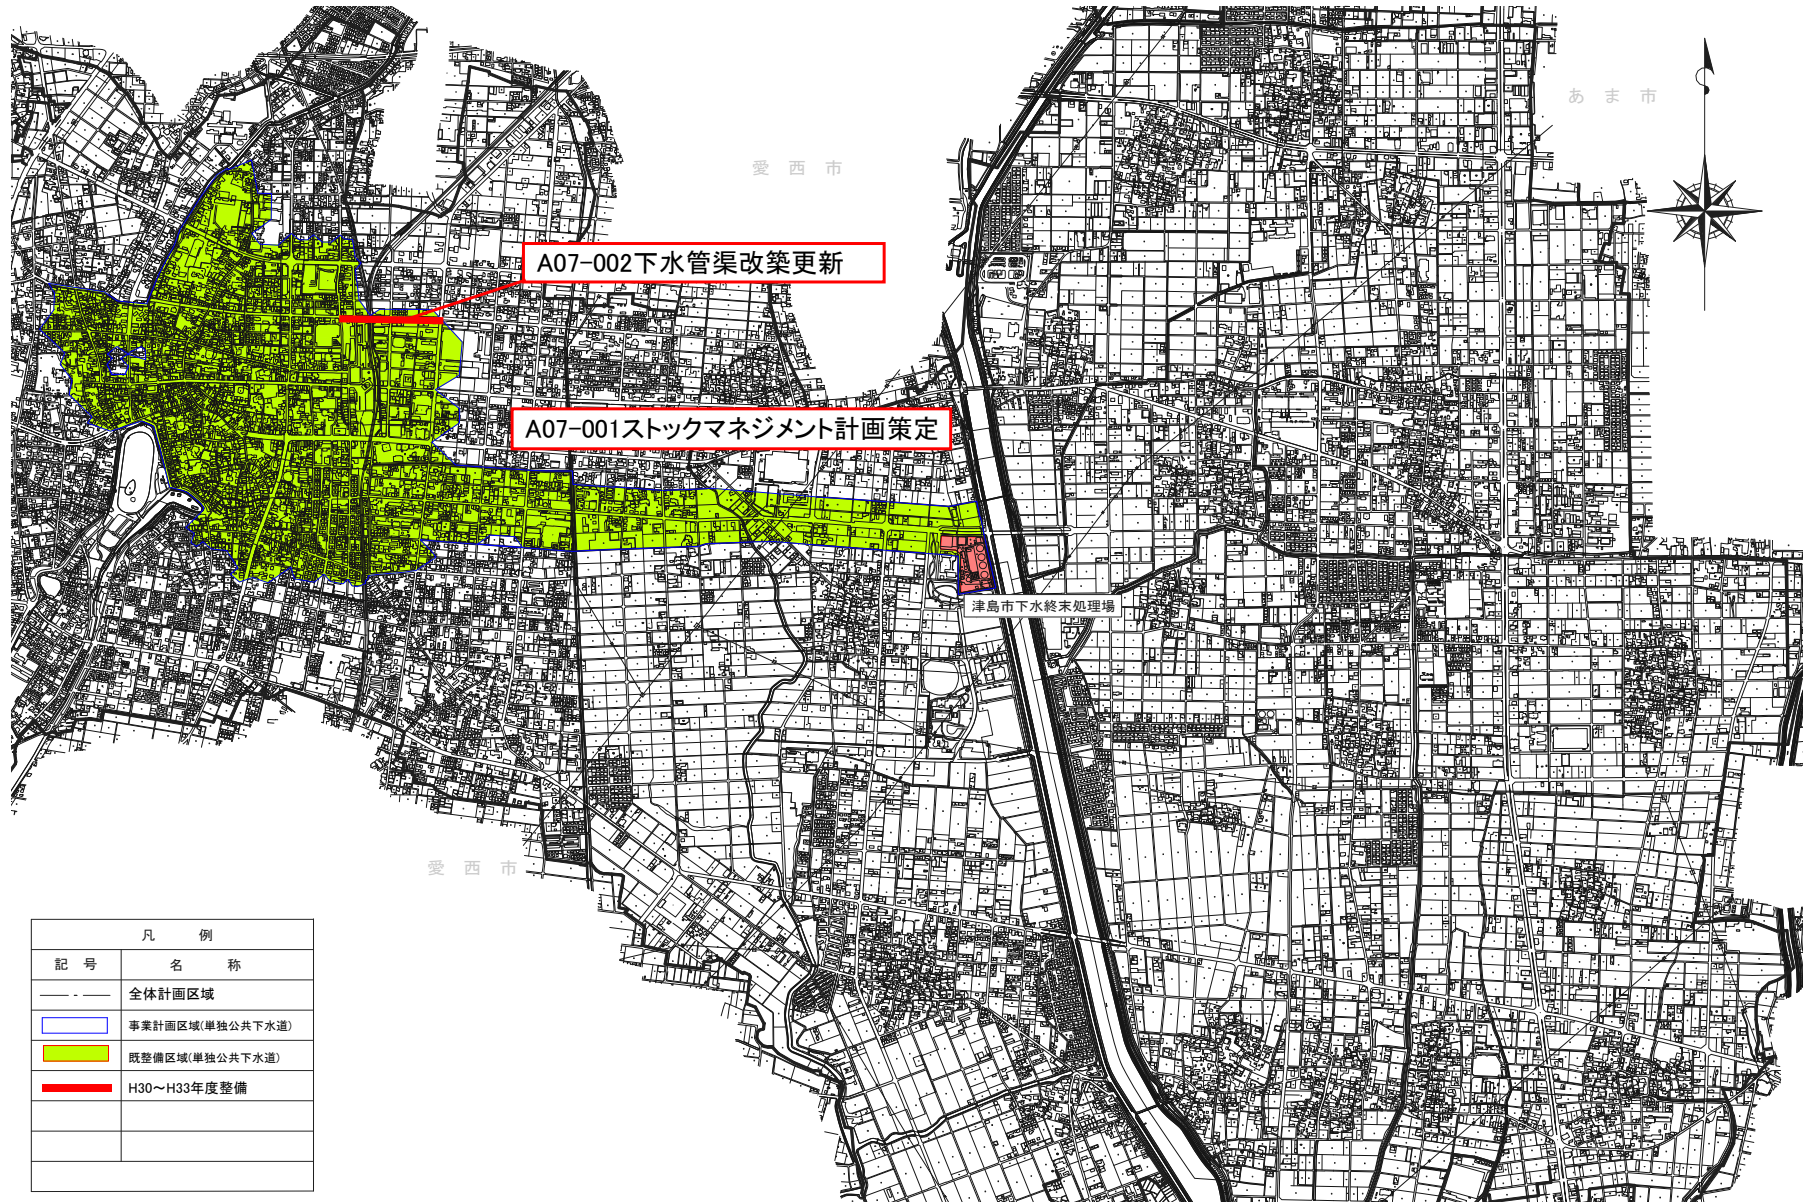 あま市
愛西市
A07-002下水管渠改築更新
A07-001ストックマネジメント計画策定
津島市下水終末処理場
愛西市
凡 例
記 号 名 称
全体計画区域
事業計画区域(単独公共下水道)
既整備区域(単独公共下水道)
H30～H33年度整備